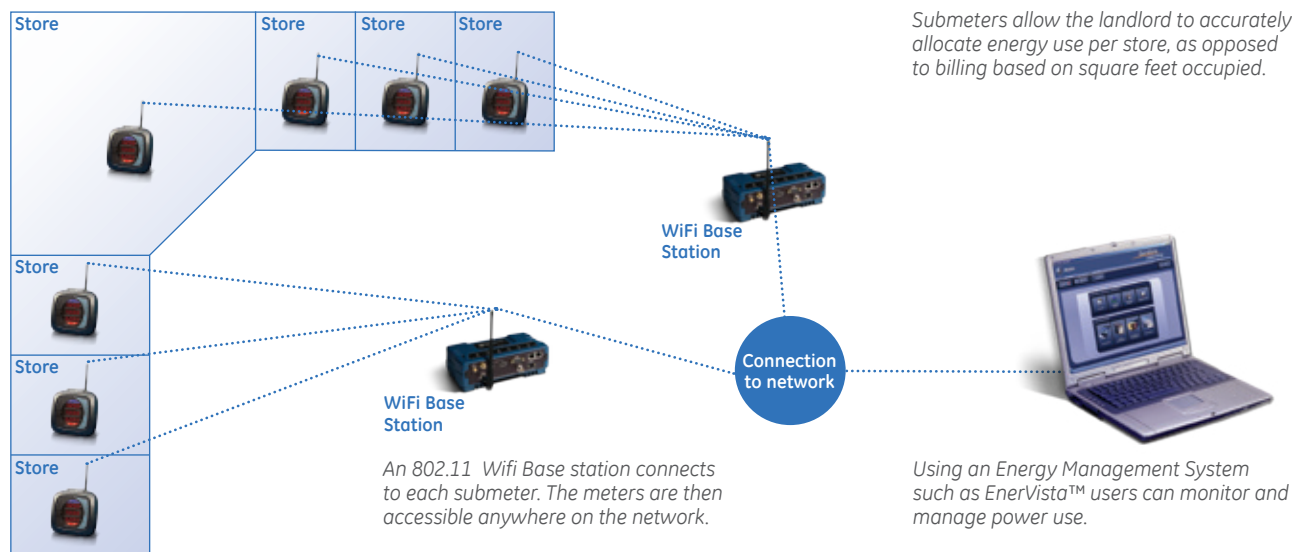 Store
Store
Store
Store
Submeters allow the landlord to accurately
allocate energy use per store, as opposed
to billing based on square feet occupied.
WiFi Base
Station
Store
Store
Store
Connection
to network
WiFi Base
Station
An 802.11  Wifi Base station connects
to each submeter. The meters are then
accessible anywhere on the network.
Using an Energy Management System
such as EnerVista™ users can monitor and
manage power use.